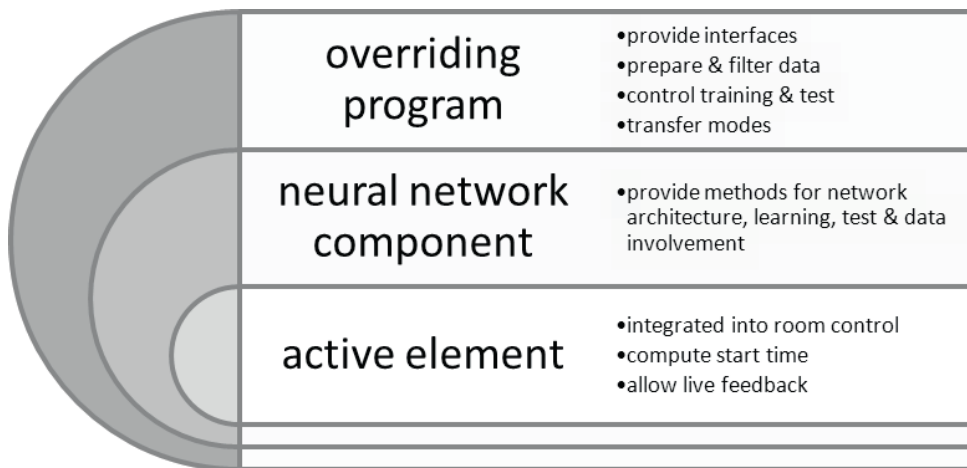 overriding
program
•provide interfaces
•prepare & filter data
•control training & test
•transfer modes
neural network
component
•provide methods for network
architecture, learning, test & data
involvement
active element
•integrated into room control
•compute start time
•allow live feedback